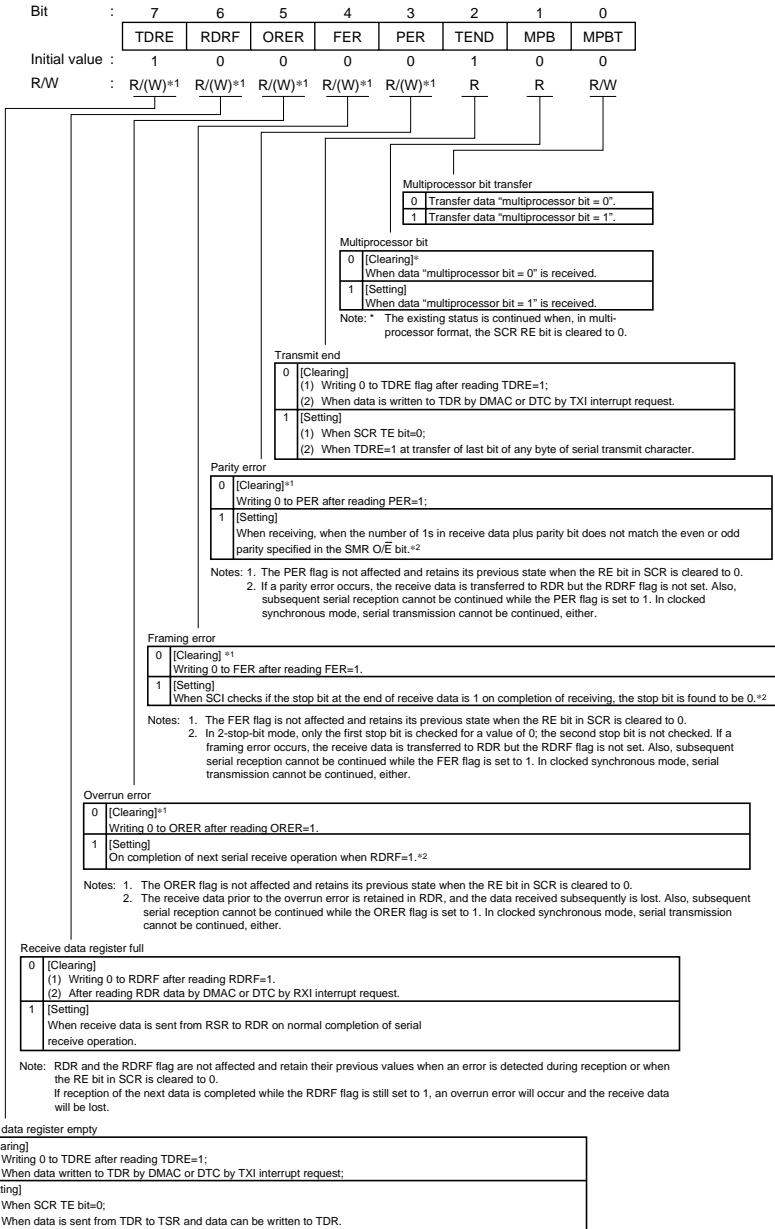 Bit : 7 6 5 4 3 2 1 0
TDRE RDRF ORER FER PER TEND MPB MPBT
Initial value : 1 0 0 0 0 1 0 0
R/W : R/(W)*1 R/(W)*1 R/(W)*1 R/(W)*1 R/(W)*1 R R R/W
Multiprocessor bit transfer
0 Transfer data “multiprocessor bit = 0”.
1 Transfer data “multiprocessor bit = 1”.
Multiprocessor bit
0 [Clearing]*
When data “multiprocessor bit = 0” is received.
1 [Setting]
When data “multiprocessor bit = 1” is received.
Note: * The existing status is continued when, in multi-
processor format, the SCR RE bit is cleared to 0.
Transmit end
0 [Clearing]
(1) Writing 0 to TDRE flag after reading TDRE=1;
(2) When data is written to TDR by DMAC or DTC by TXI interrupt request.
1 [Setting]
(1) When SCR TE bit=0;
(2) When TDRE=1 at transfer of last bit of any byte of serial transmit character.
Parity error
0 [Clearing]*1
Writing 0 to PER after reading PER=1;
1 [Setting]
When receiving, when the number of 1s in receive data plus parity bit does not match the even or odd
parity specified in the SMR O/E̅ bit.*2
Notes: 1. The PER flag is not affected and retains its previous state when the RE bit in SCR is cleared to 0.
2. If a parity error occurs, the receive data is transferred to RDR but the RDRF flag is not set. Also,
subsequent serial reception cannot be continued while the PER flag is set to 1. In clocked
synchronous mode, serial transmission cannot be continued, either.
Framing error
0 [Clearing] *1
Writing 0 to FER after reading FER=1.
1 [Setting]
When SCI checks if the stop bit at the end of receive data is 1 on completion of receiving, the stop bit is found to be 0.*2
Notes: 1. The FER flag is not affected and retains its previous state when the RE bit in SCR is cleared to 0.
2. In 2-stop-bit mode, only the first stop bit is checked for a value of 0; the second stop bit is not checked. If a
framing error occurs, the receive data is transferred to RDR but the RDRF flag is not set. Also, subsequent
serial reception cannot be continued while the FER flag is set to 1. In clocked synchronous mode, serial
transmission cannot be continued, either.
Overrun error
0 [Clearing]*1
Writing 0 to ORER after reading ORER=1.
1 [Setting]
On completion of next serial receive operation when RDRF=1.*2
Notes: 1. The ORER flag is not affected and retains its previous state when the RE bit in SCR is cleared to 0.
2. The receive data prior to the overrun error is retained in RDR, and the data received subsequently is lost. Also, subsequent
serial reception cannot be continued while the ORER flag is set to 1. In clocked synchronous mode, serial transmission
cannot be continued, either.
Receive data register full
0 [Clearing]
(1) Writing 0 to RDRF after reading RDRF=1.
(2) After reading RDR data by DMAC or DTC by RXI interrupt request.
1 [Setting]
When receive data is sent from RSR to RDR on normal completion of serial
receive operation.
Note: RDR and the RDRF flag are not affected and retain their previous values when an error is detected during reception or when
the RE bit in SCR is cleared to 0.
If reception of the next data is completed while the RDRF flag is still set to 1, an overrun error will occur and the receive data
will be lost.
data register empty
aring]
Writing 0 to TDRE after reading TDRE=1;
When data written to TDR by DMAC or DTC by TXI interrupt request;
ting]
When SCR TE bit=0;
When data is sent from TDR to TSR and data can be written to TDR.